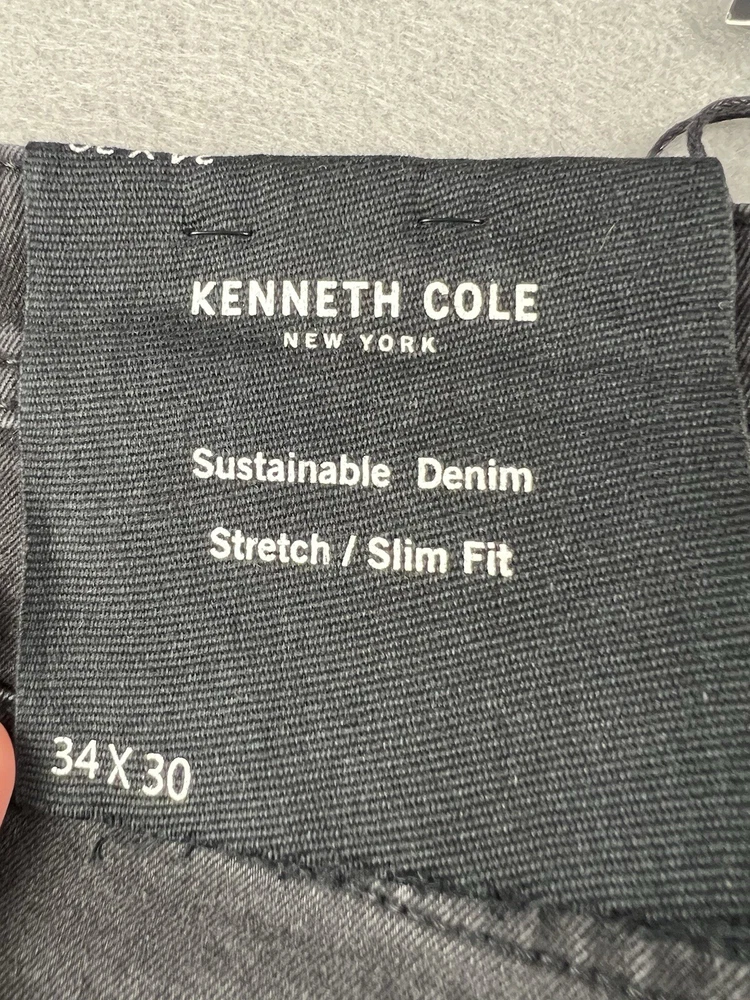 KENNETH COLE
NEW YORK
Sustainable Denim
Stretch / Slim Fit
34X30